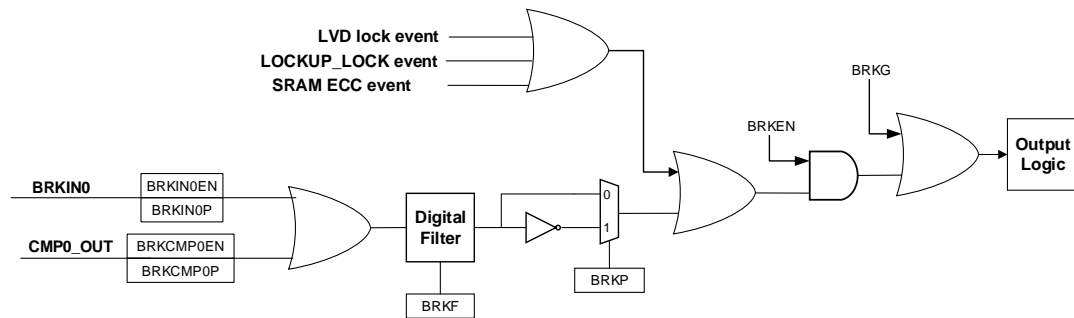 LVD lock event
LOCKUP_LOCK event
SRAM ECC event
BRKG
BRKEN
Output
Logic
BRKIN0
BRKIN0EN
BRKIN0P
CMP0_OUT
BRKCMP0EN
BRKCMP0P
Digital
Filter
0
1
BRKF
BRKP